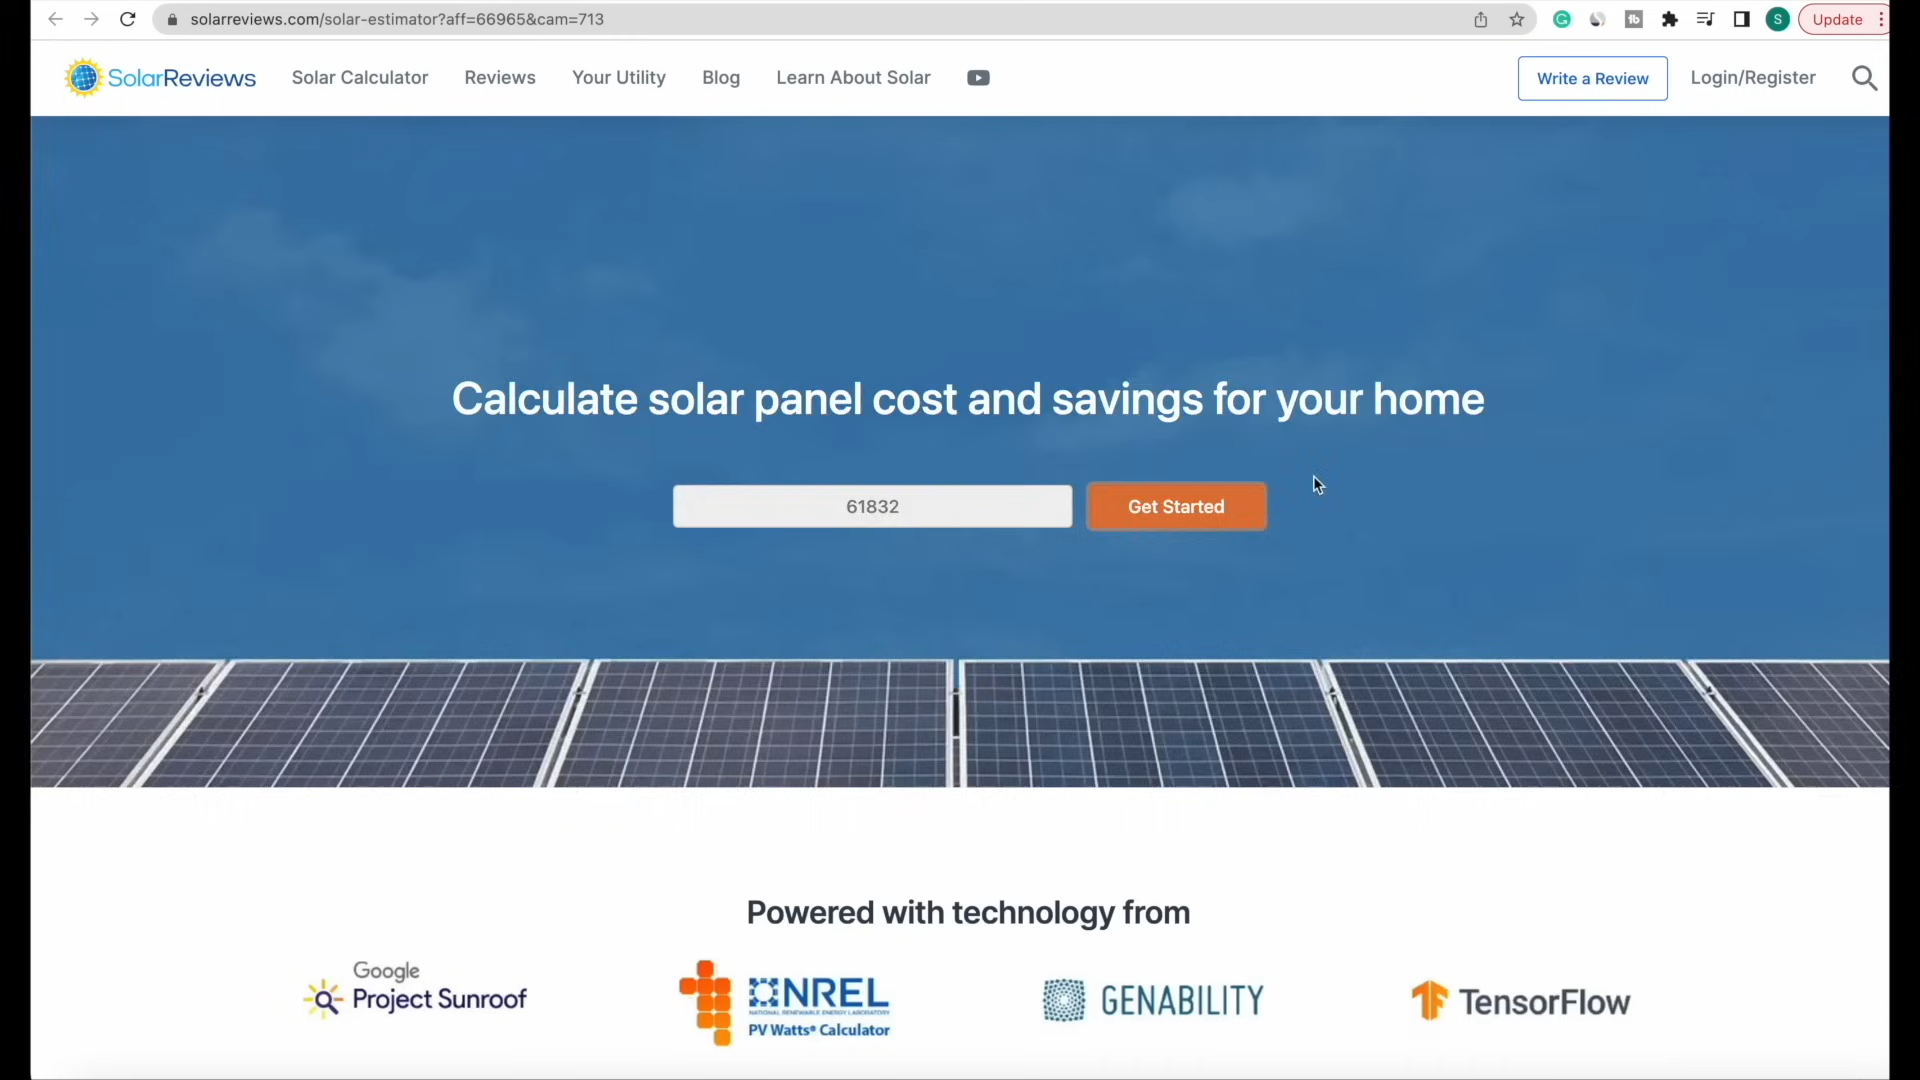 solarreviews.com/solar-estimator?aff=66965&cam=713
tb
S
Update
SolarReviews
Solar Calculator
Reviews
Your Utility
Blog
Learn About Solar
Write a Review
Login/Register
Calculate solar panel cost and savings for your home
61832
Get Started
Powered with technology from
Google
Project Sunroof
NREL
NATIONAL RENEWABLE ENERGY LABORATORY
PV Watts® Calculator
GENABILITY
TensorFlow